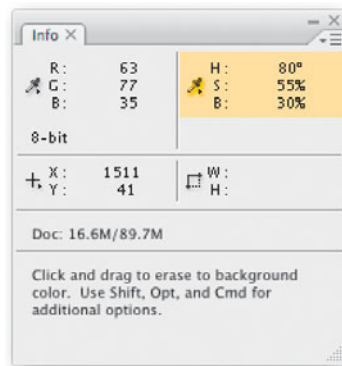 Info ×
R: 63
G: 77
B: 35
8-bit
H: 80°
S: 55%
B: 30%
X: 1511
Y: 41
W:
H:
Doc: 16.6M/89.7M
Click and drag to erase to background
color. Use Shift, Opt, and Cmd for
additional options.